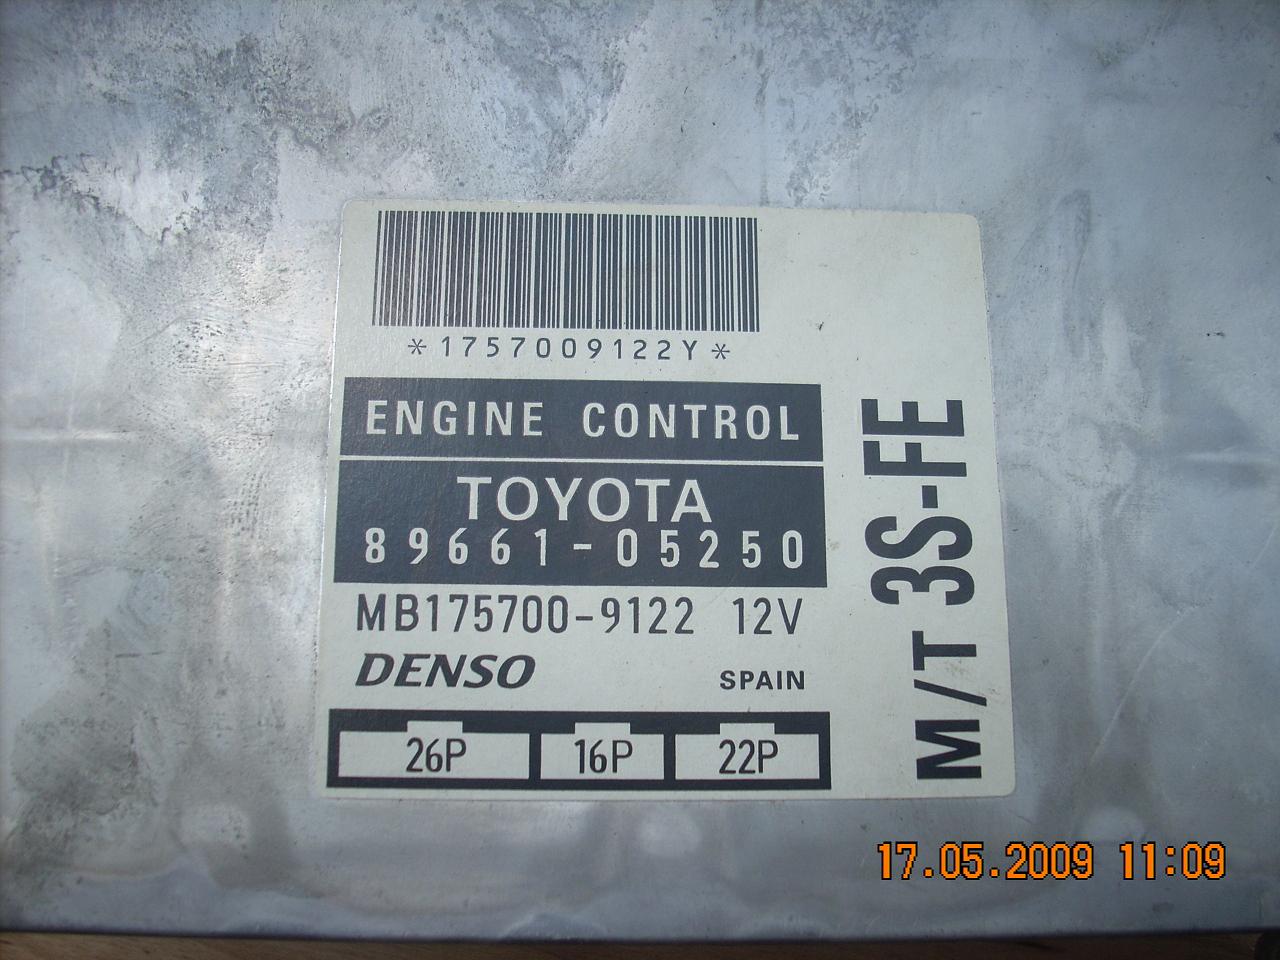 *1757009122Y*
ENGINE CONTROL
TOYOTA
89661-05250
MB175700-9122 12V
DENSO SPAIN
26P 16P 22P
M/T 3S-FE
17.05.2009 11:09